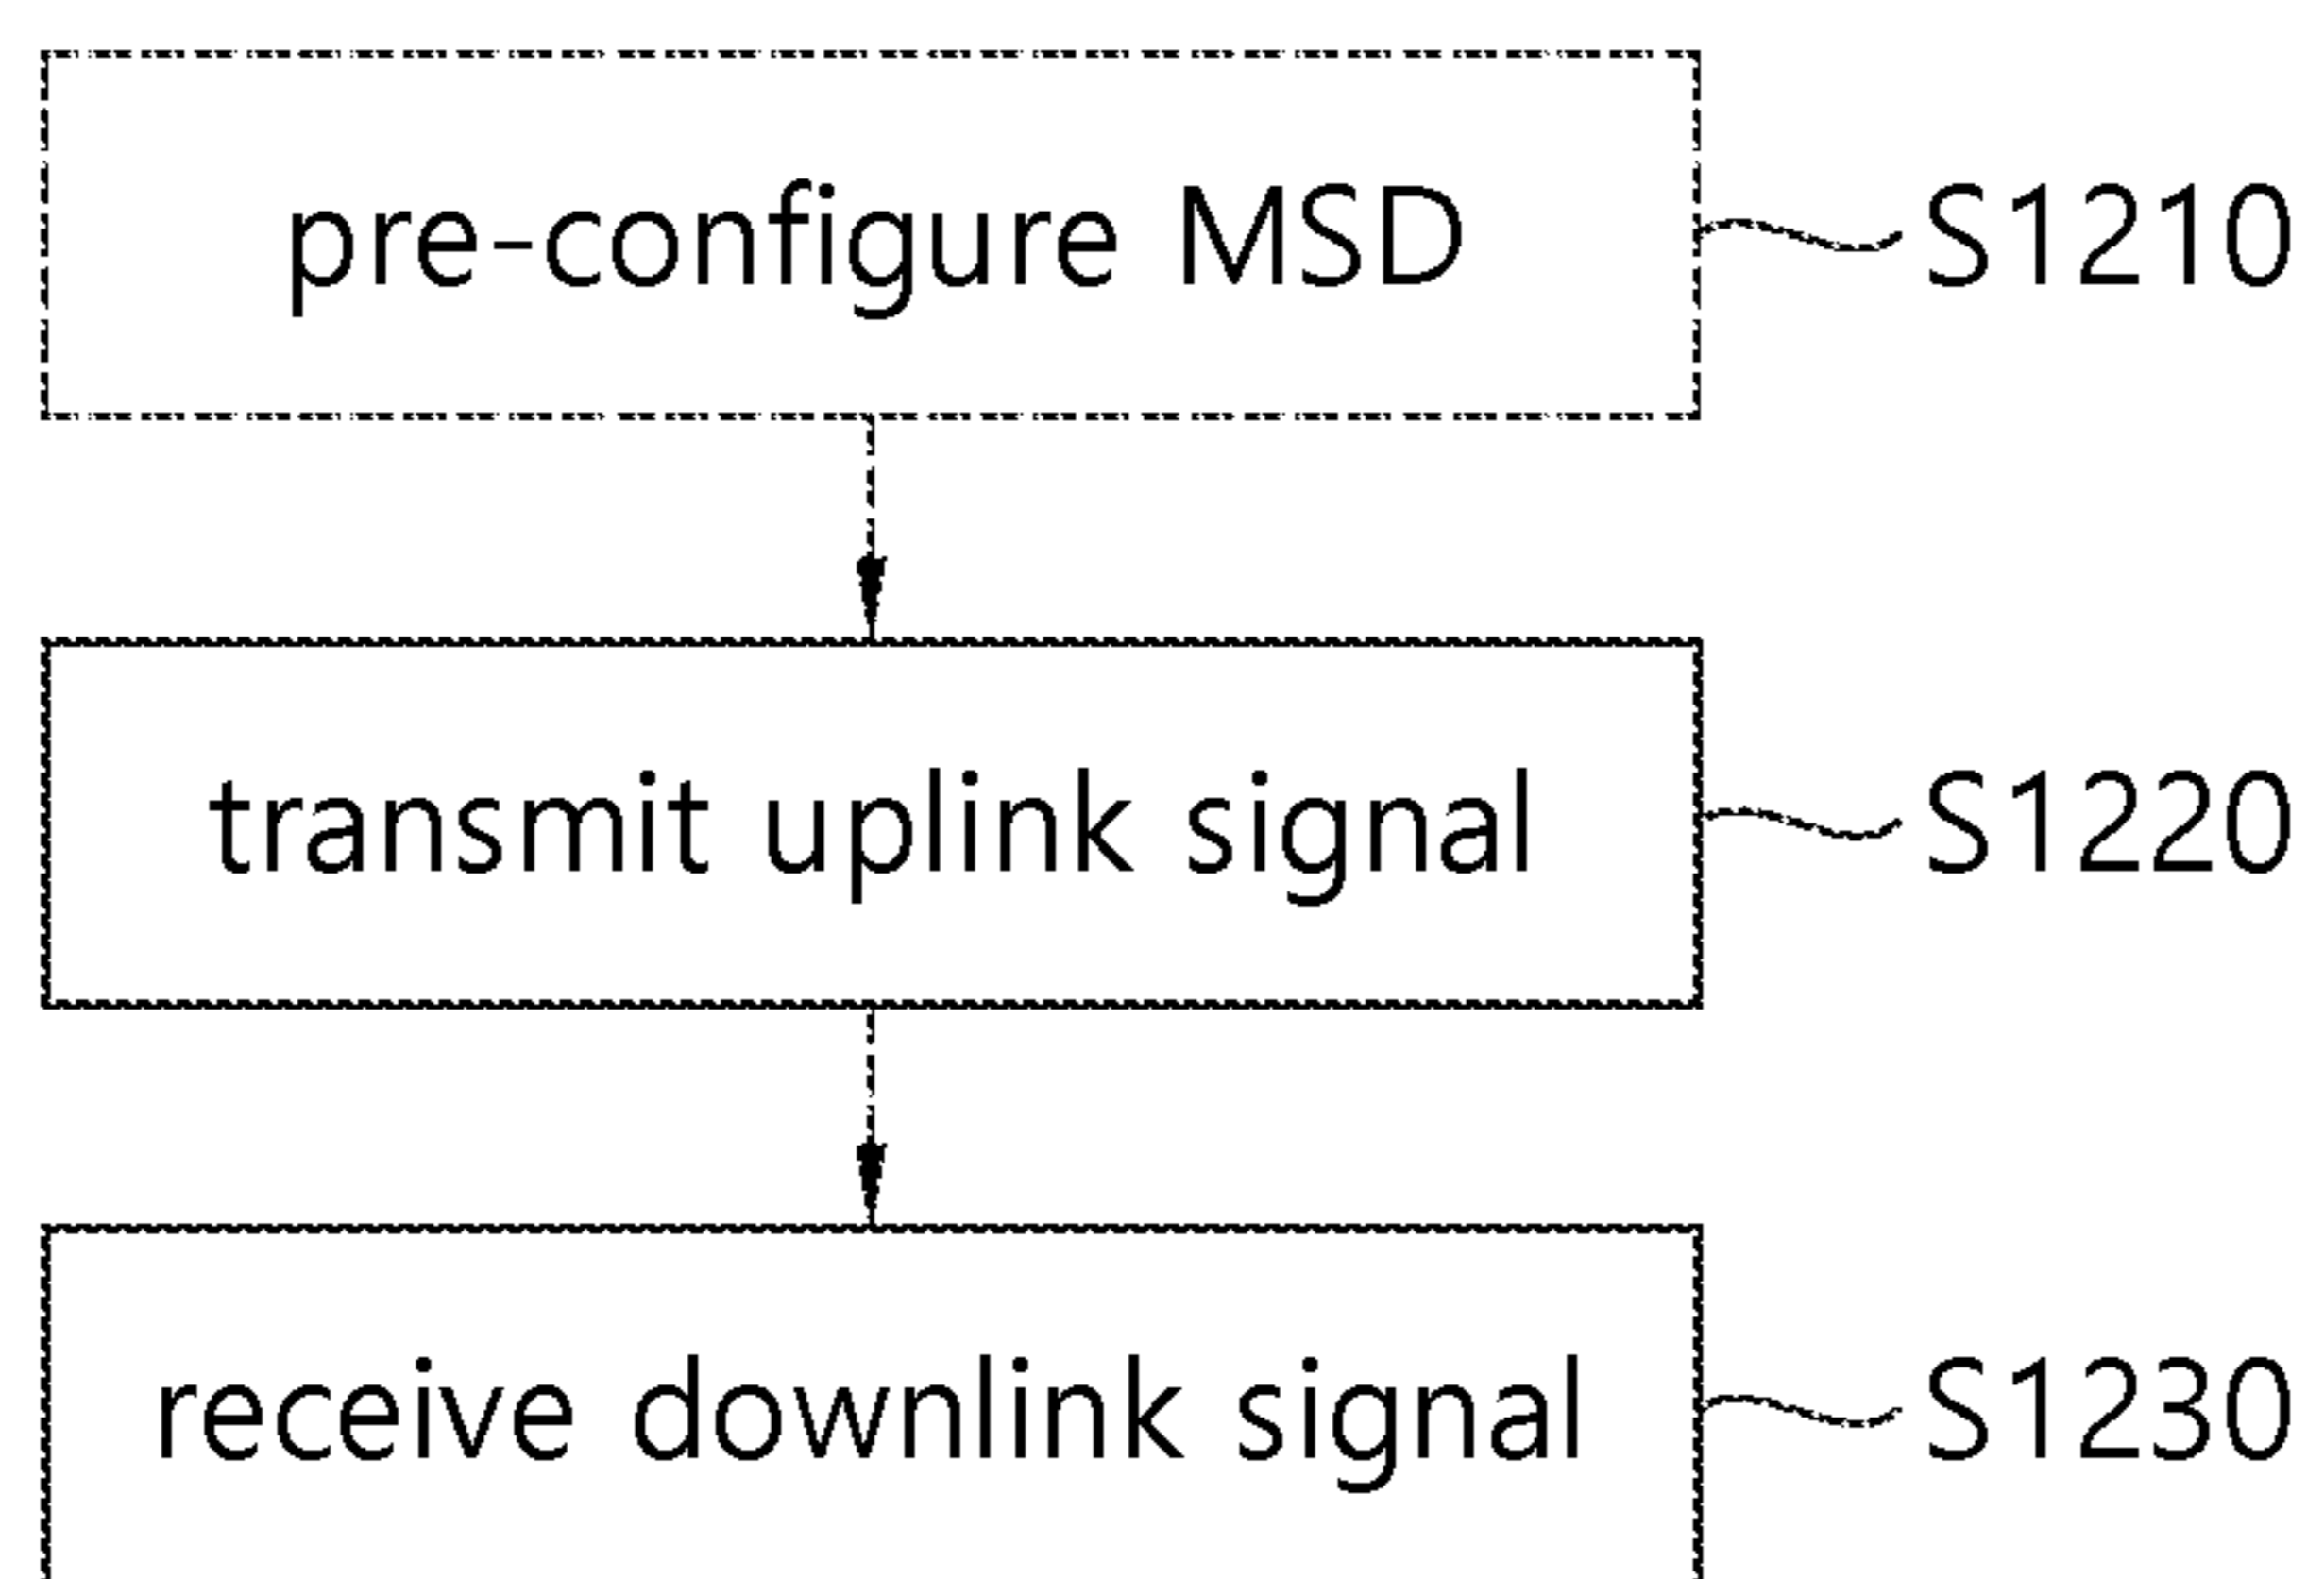 pre-configure MSD S1210
transmit uplink signal S1220
receive downlink signal S1230